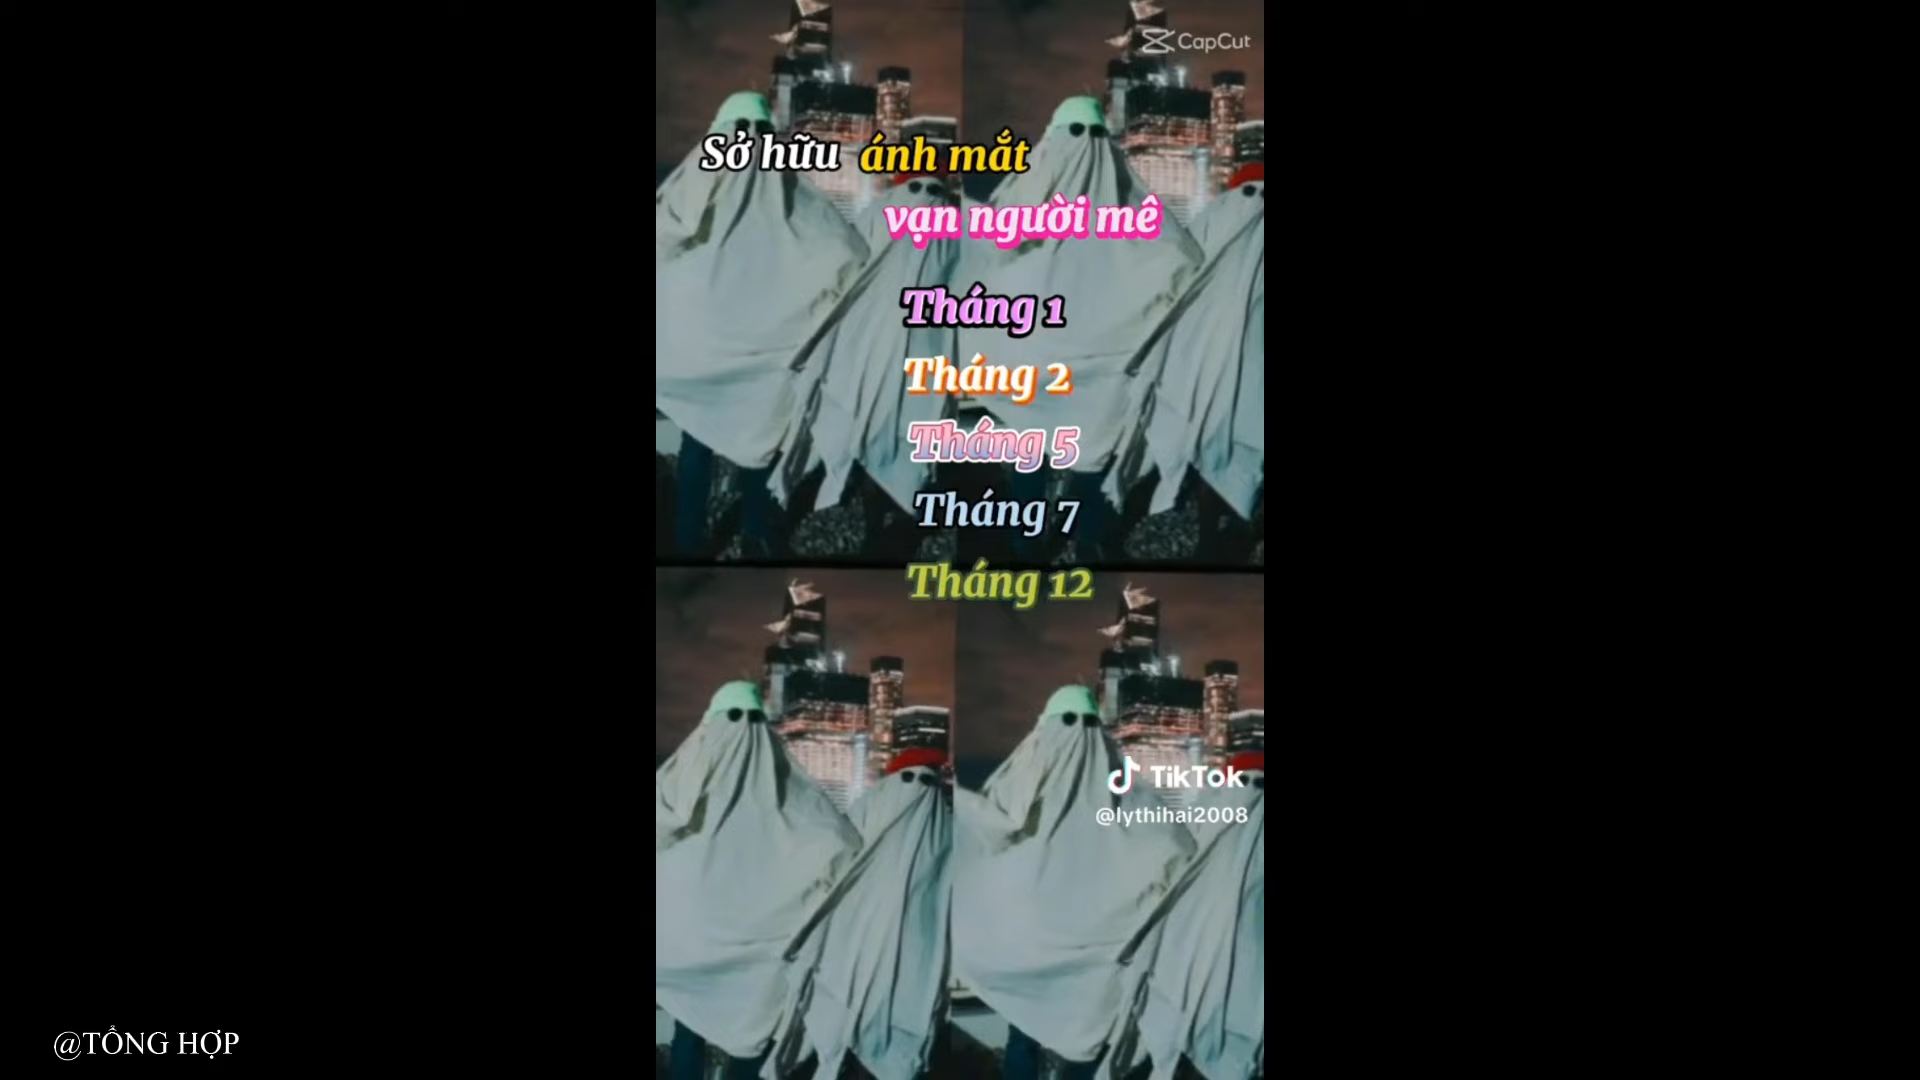 CapCut
Sở hữu ánh mắt
vạn người mê
Tháng 1
Tháng 2
Tháng 5
Tháng 7
Tháng 12
TikTok
@lythihai2008
@TỔNG HỢP